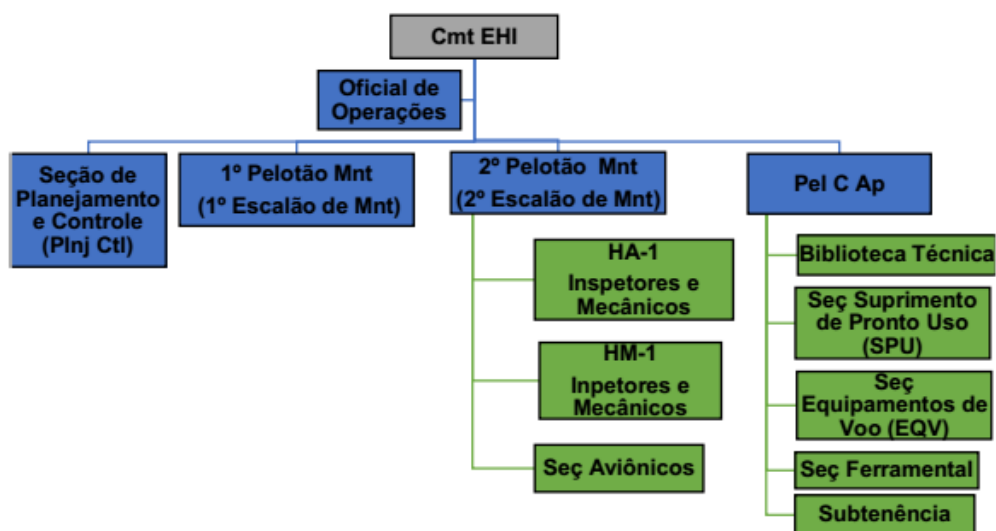 Cmt EHI
Oficial de
Operações
Seção de
Planejamento
e Controle
(Plnj Ctl)
1º Pelotão Mnt
(1º Escalão de Mnt)
2º Pelotão Mnt
(2º Escalão de Mnt)
Pel C Ap
HA-1
Inspetores e
Mecânicos
HM-1
Inpetores e
Mecânicos
Seç Aviônicos
Biblioteca Técnica
Seç Suprimento
de Pronto Uso
(SPU)
Seç
Equipamentos de
Voo (EQV)
Seç Ferramental
Subtenência